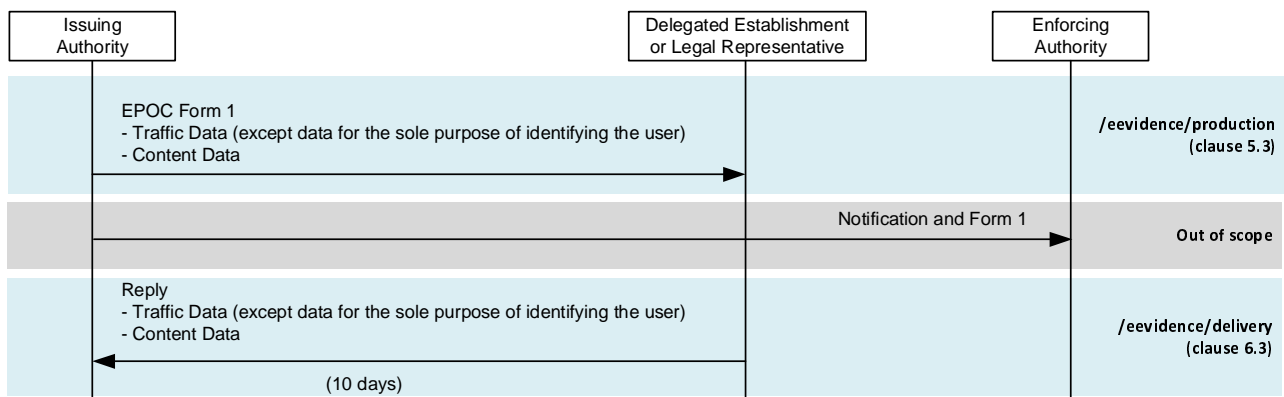 Issuing
Authority
Delegated Establishment
or Legal Representative
Enforcing
Authority
EPOC Form 1
- Traffic Data (except data for the sole purpose of identifying the user)
- Content Data
/eevidence/production
(clause 5.3)
Notification and Form 1
Out of scope
Reply
- Traffic Data (except data for the sole purpose of identifying the user)
- Content Data
/eevidence/delivery
(clause 6.3)
(10 days)